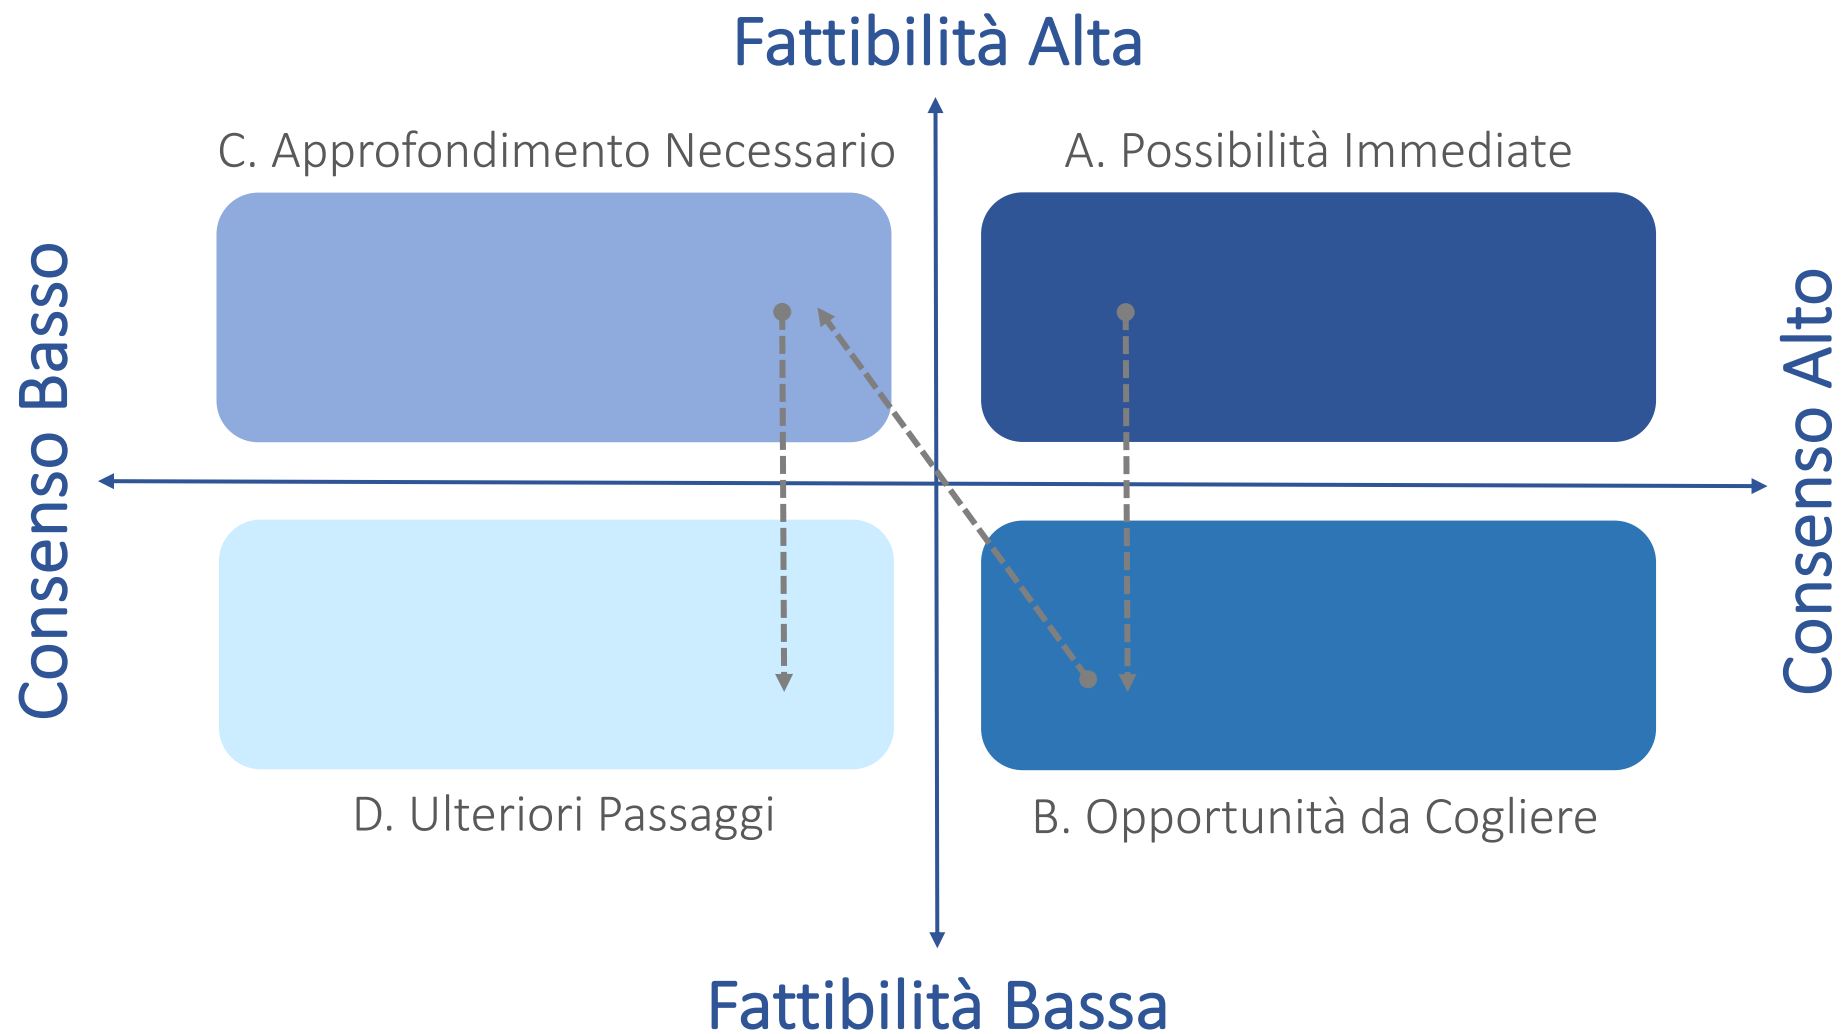 Fattibilità Alta
C. Approfondimento Necessario
A. Possibilità Immediate
Consenso Basso
Consenso Alto
D. Ulteriori Passaggi
B. Opportunità da Cogliere
Fattibilità Bassa